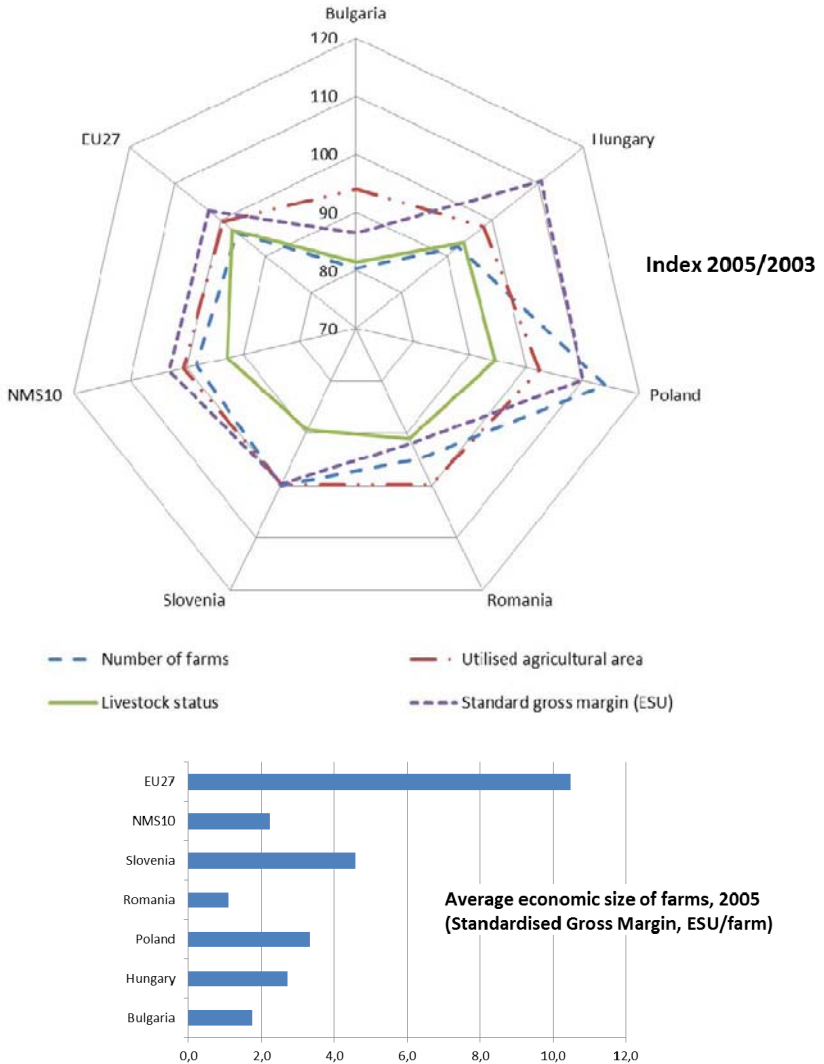 Bulgaria
120
110
EU27
Hungary
100
90
Index 2005/2003
80
70
NMS10
Poland
Slovenia
Romania
Number of farms
Utilised agricultural area
Livestock status
Standard gross margin (ESU)
EU27
NMS10
Slovenia
Romania
Average economic size of farms, 2005
(Standardised Gross Margin, ESU/farm)
Poland
Hungary
Bulgaria
0,0 2,0 4,0 6,0 8,0 10,0 12,0